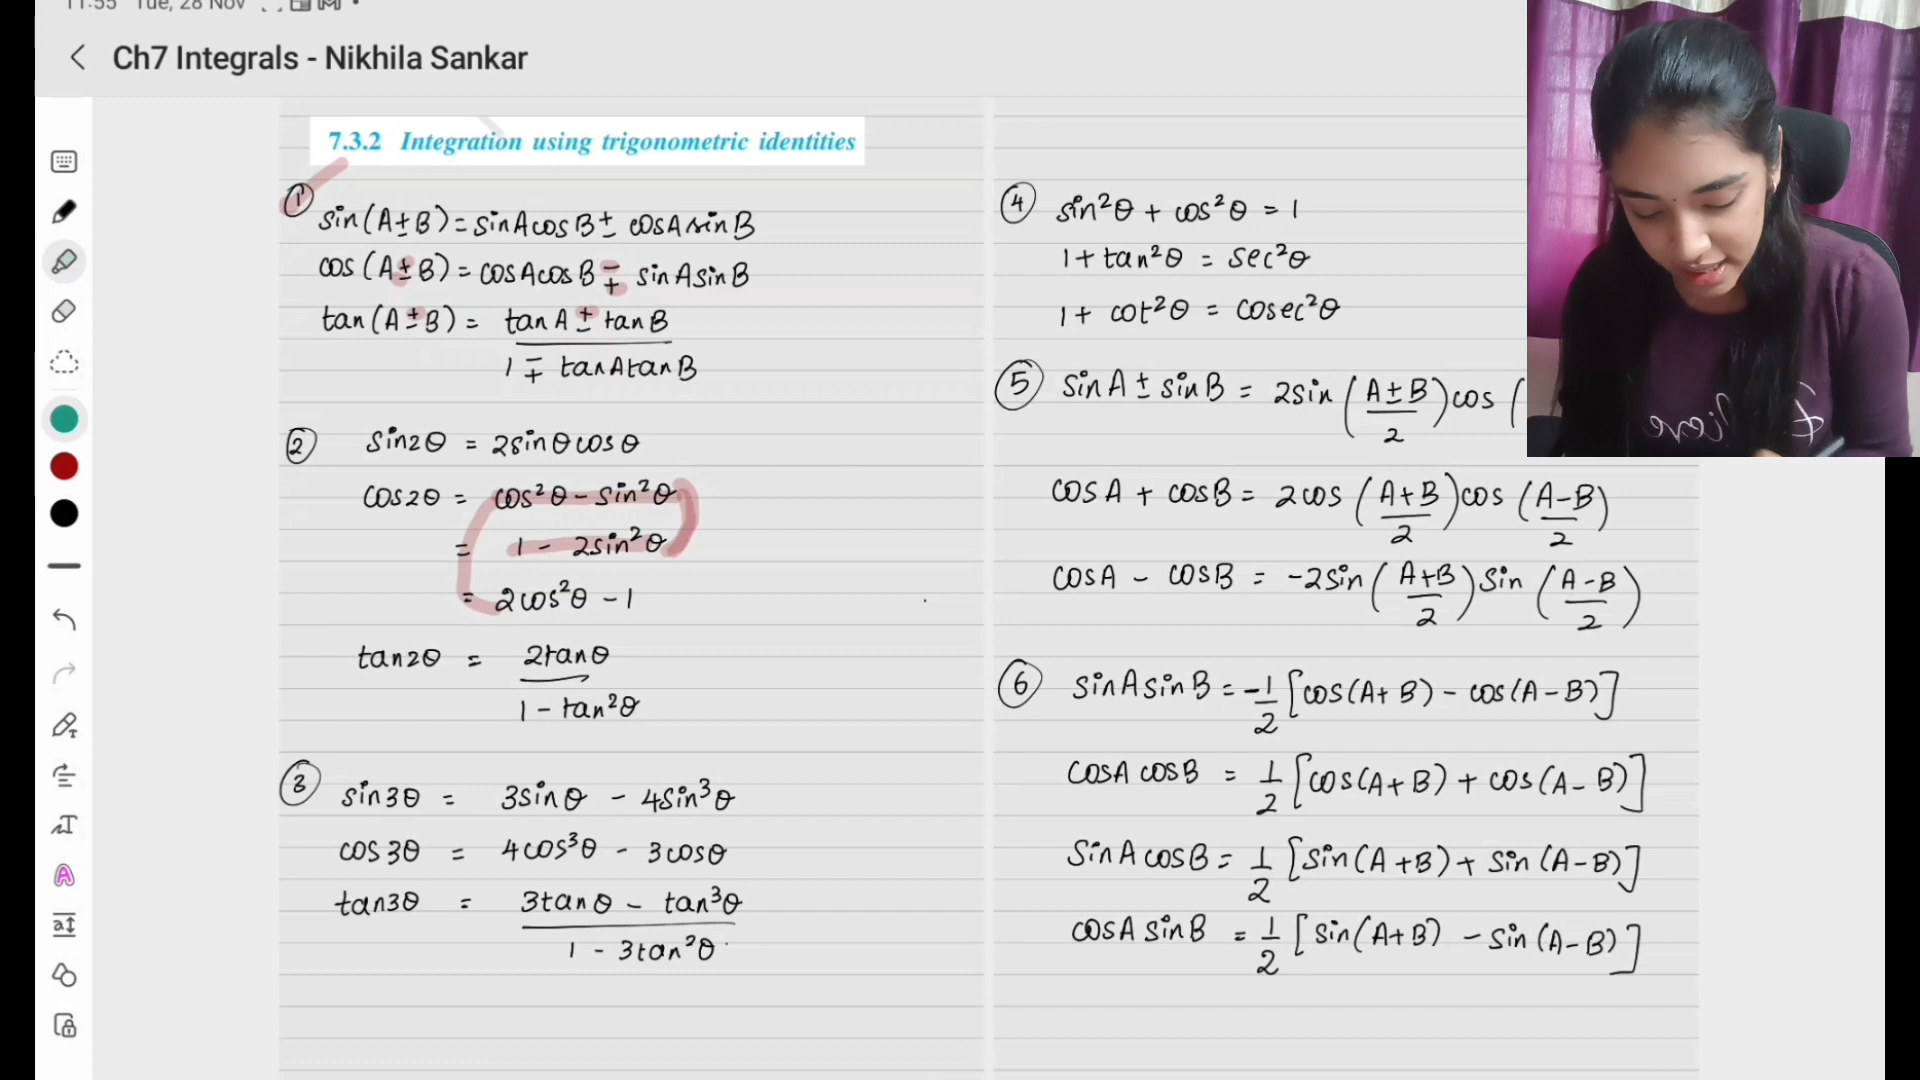 11:55 Tue, 28 Nov
Ch7 Integrals - Nikhila Sankar
7.3.2 Integration using trigonometric identities
① sin(A±B)=sinAcosB± cosAsinB
cos(A±B)= cosAcosB∓ sinAsinB
tan(A±B)= tanA± tanB
1∓ tanAtanB
② sin2θ = 2sinθcosθ
cos2θ = cos²θ-sin²θ
= 1 - 2sin²θ
= 2cos²θ -1
tan2θ = 2tanθ
1 - tan²θ
③ sin3θ = 3sinθ - 4sin³θ
cos3θ = 4cos³θ - 3cosθ
tan3θ = 3tanθ - tan³θ
1 - 3tan²θ
④ sin²θ + cos²θ = 1
1+tan²θ = sec²θ
1+ cot²θ = cosec²θ
⑤ sinA ± sinB = 2sin(A±B/2)cos(
cosA + cosB = 2cos(A+B/2)cos(A-B/2)
cosA - cosB = -2sin(A+B/2)sin(A-B/2)
⑥ sinAsinB = -1/2[cos(A+B) - cos(A-B)]
cosAcosB = 1/2[cos(A+B) + cos(A-B)]
sinAcosB = 1/2[sin(A+B) + sin(A-B)]
cosAsinB = 1/2[sin(A+B) - sin(A-B)]